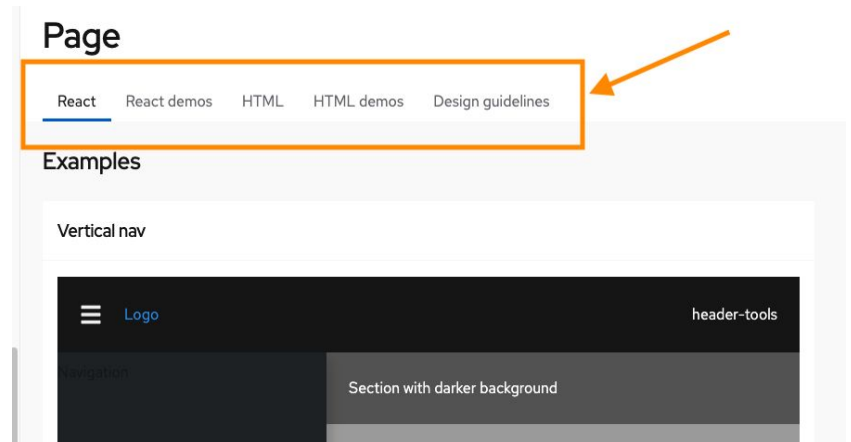 Page
React React demos HTML HTML demos Design guidelines
Examples
Vertical nav
Logo header-tools
Navigation
Section with darker background